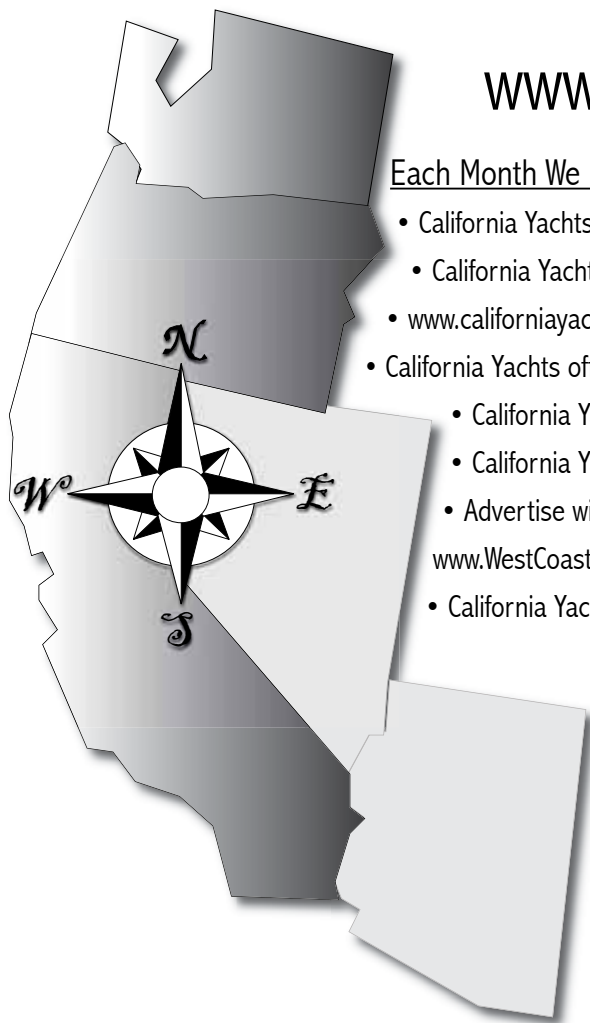 WWW
Each Month We
• California Yachts
• California Yacht
• www.californiayac
• California Yachts of
• California Y
• California Y
• Advertise wi
www.WestCoast
• California Yac
N
W
E
S